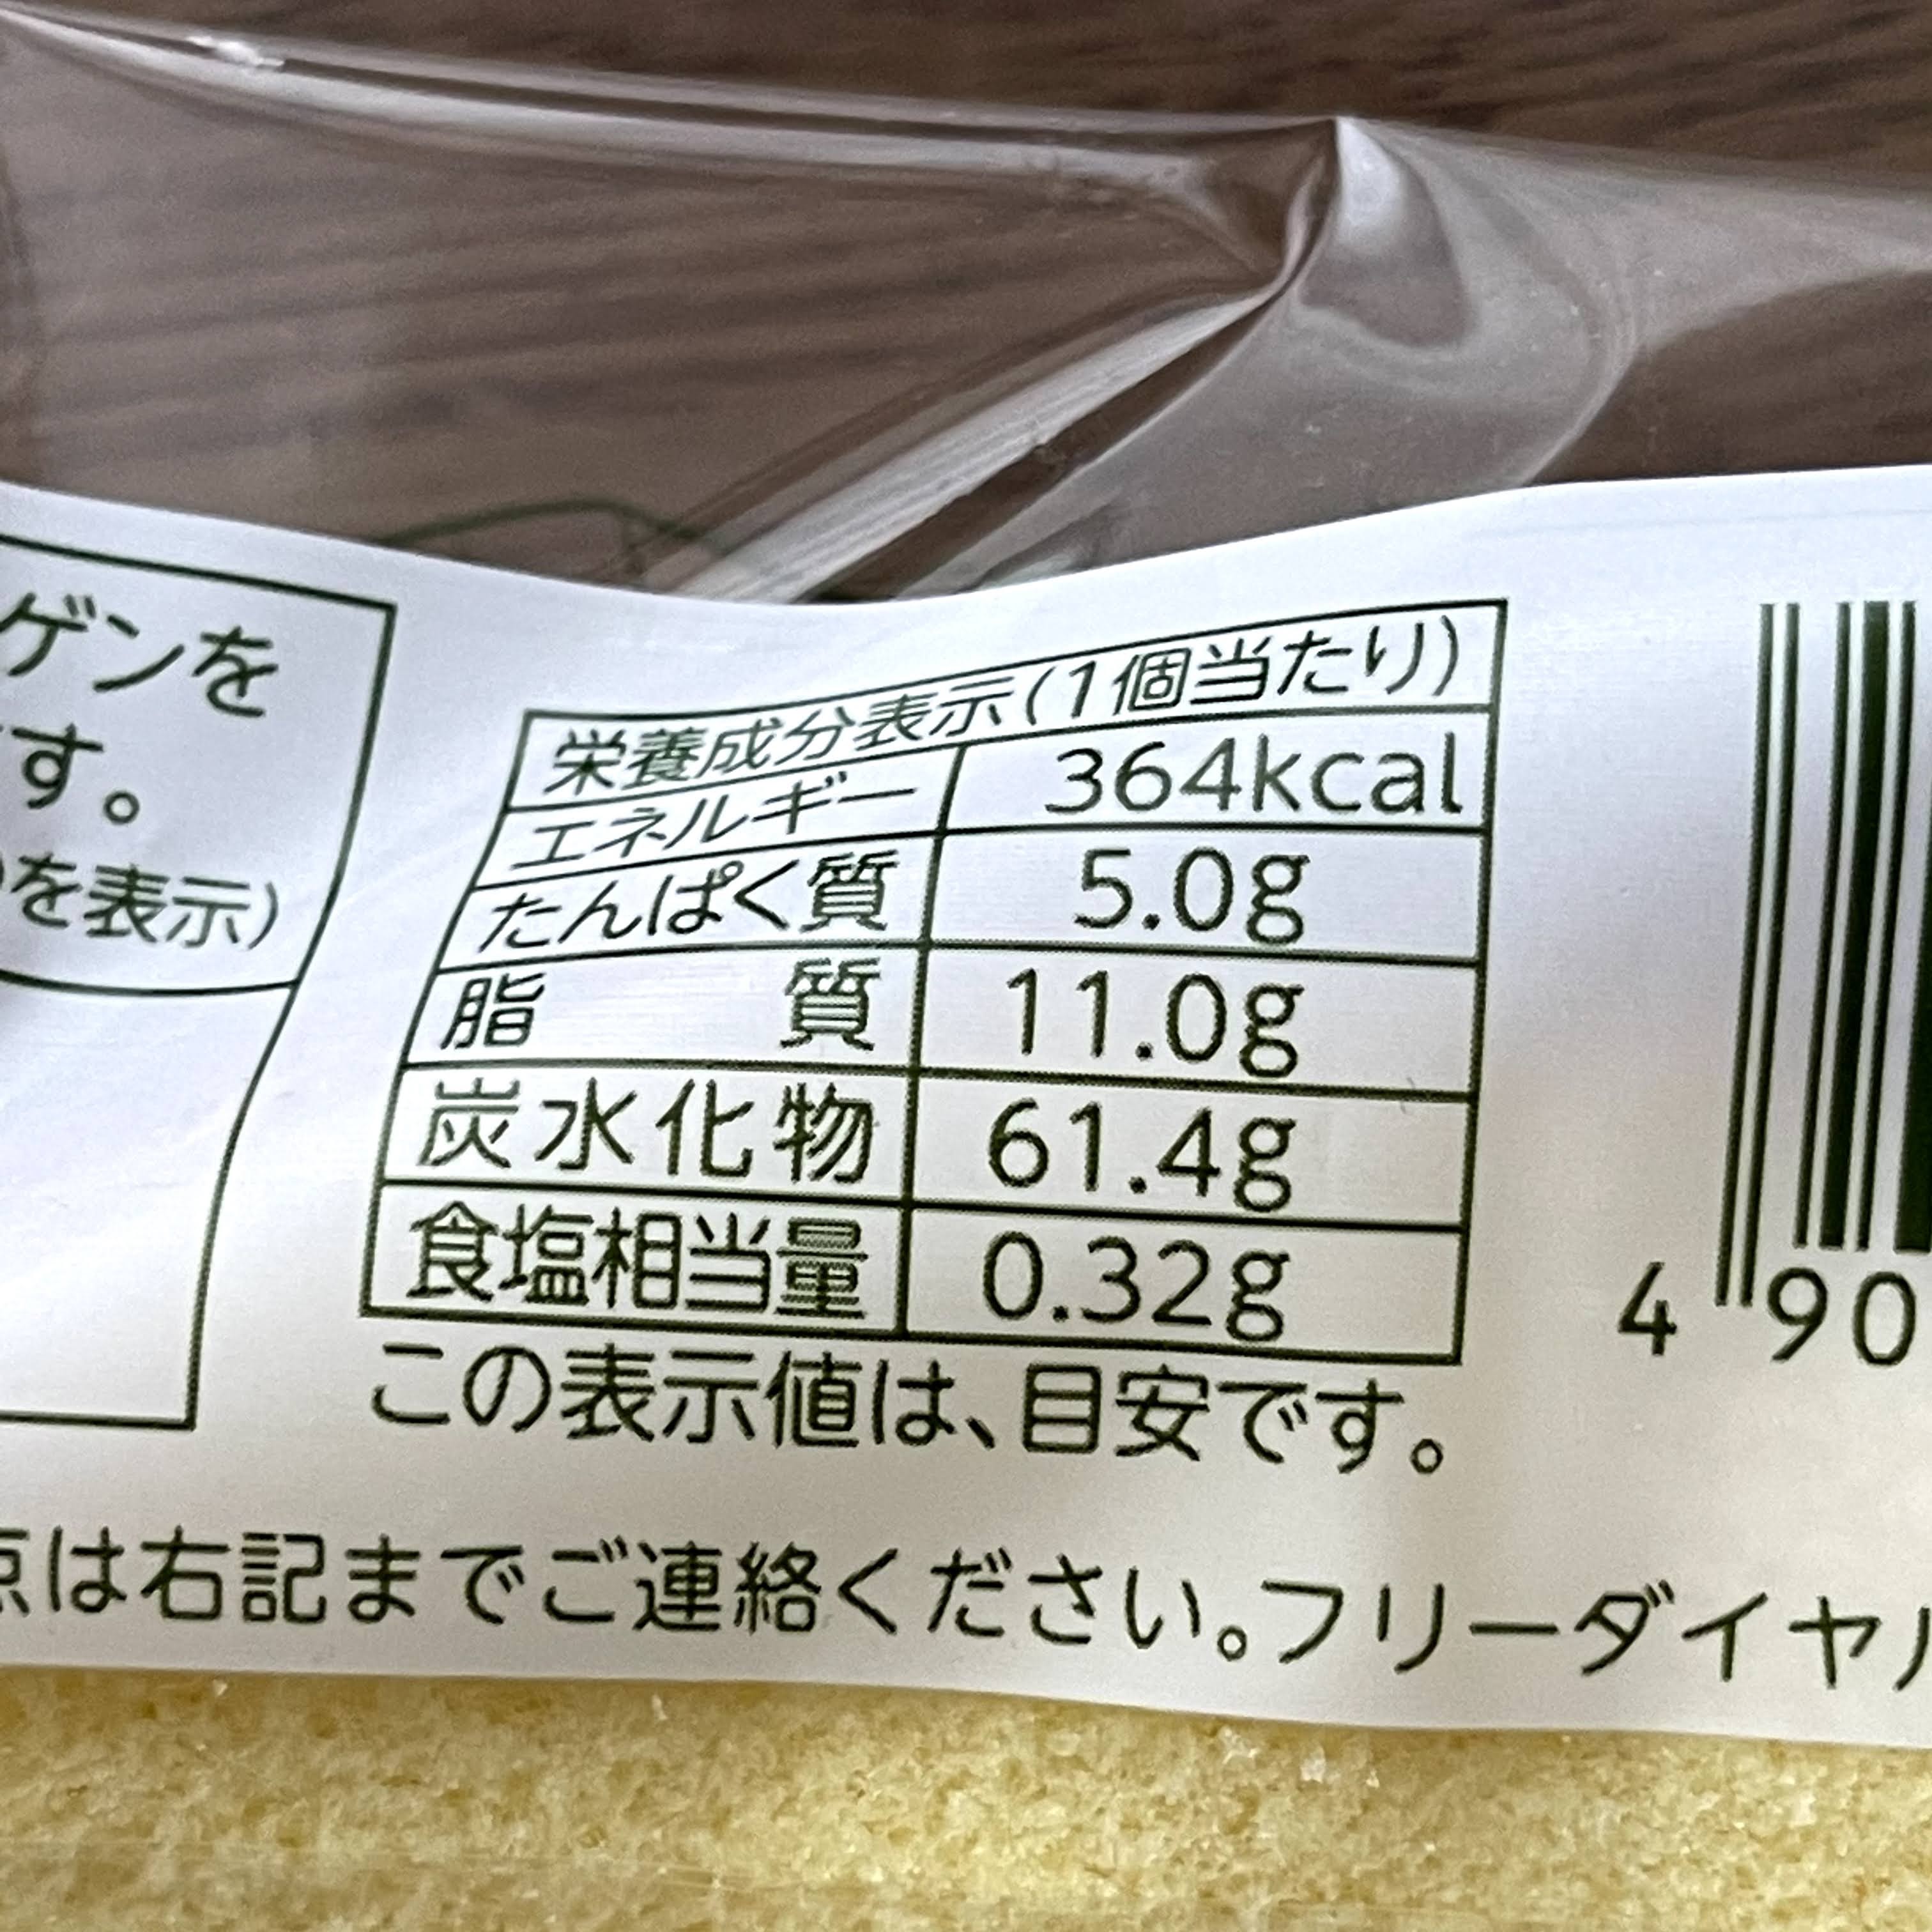 ゲンを
す。
を表示)
栄養成分表示(1個当たり)
エネルギー 364kcal
たんぱく質 5.0g
脂質 11.0g
炭水化物 61.4g
食塩相当量 0.32g
この表示値は、目安です。
4 90
は右記までご連絡ください。フリーダイヤ